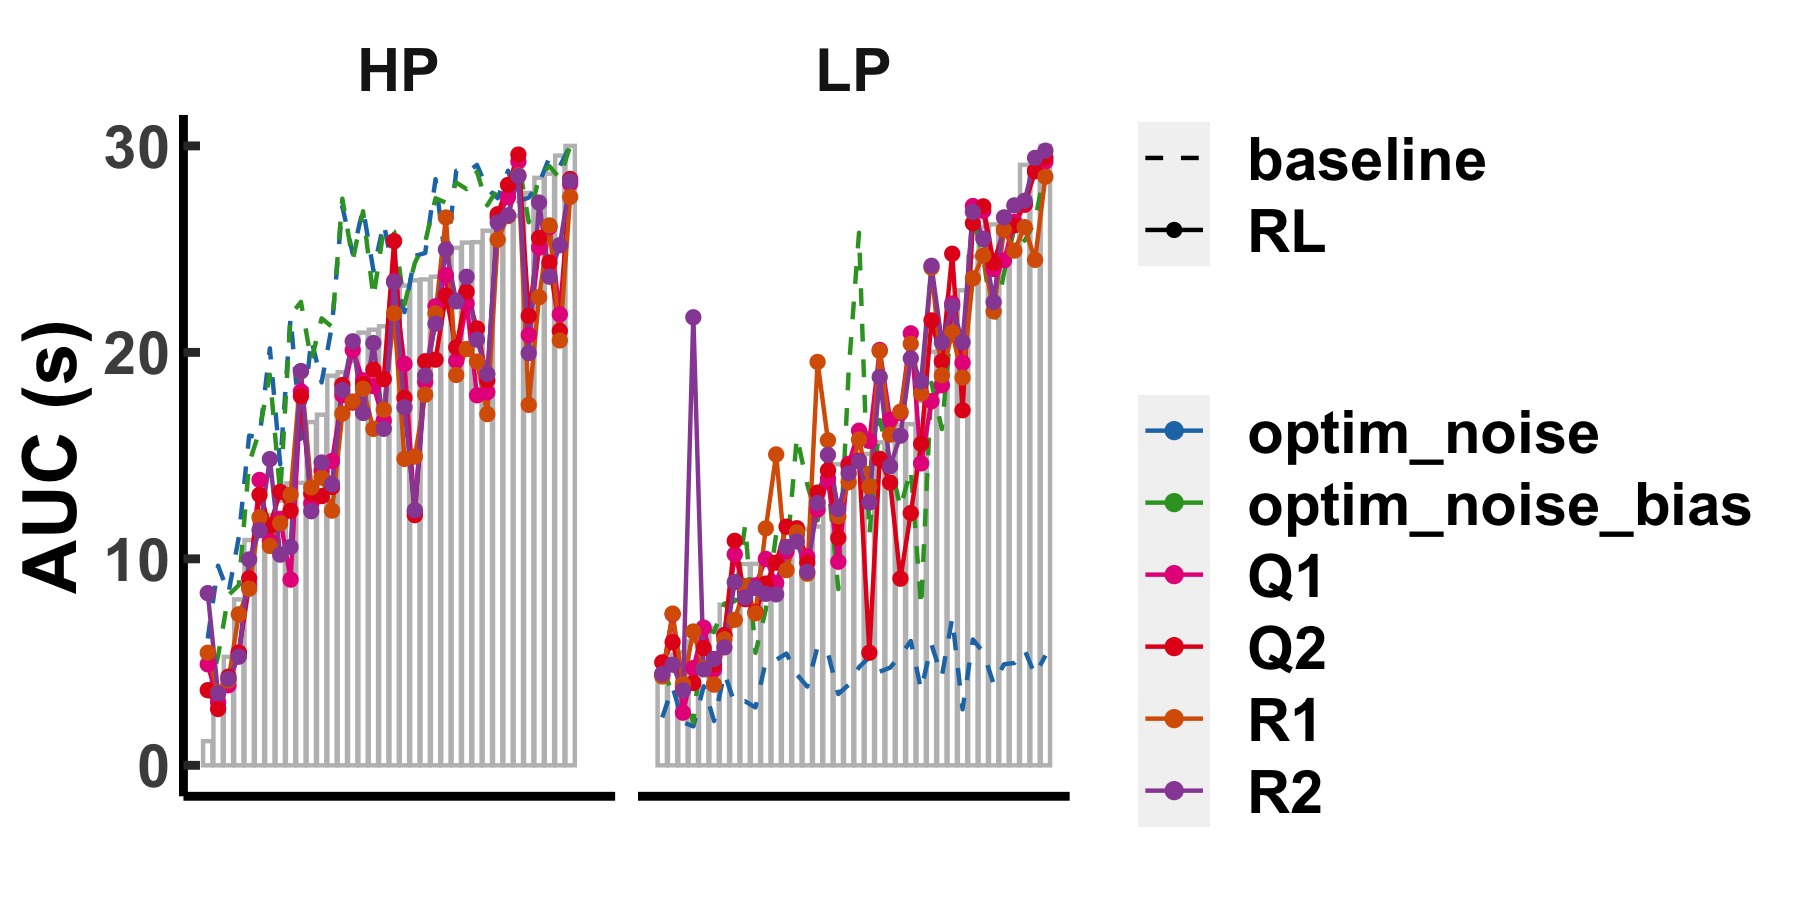 HP
LP
AUC (s)
30
20
10
0
baseline
RL
optim_noise
optim_noise_bias
Q1
Q2
R1
R2